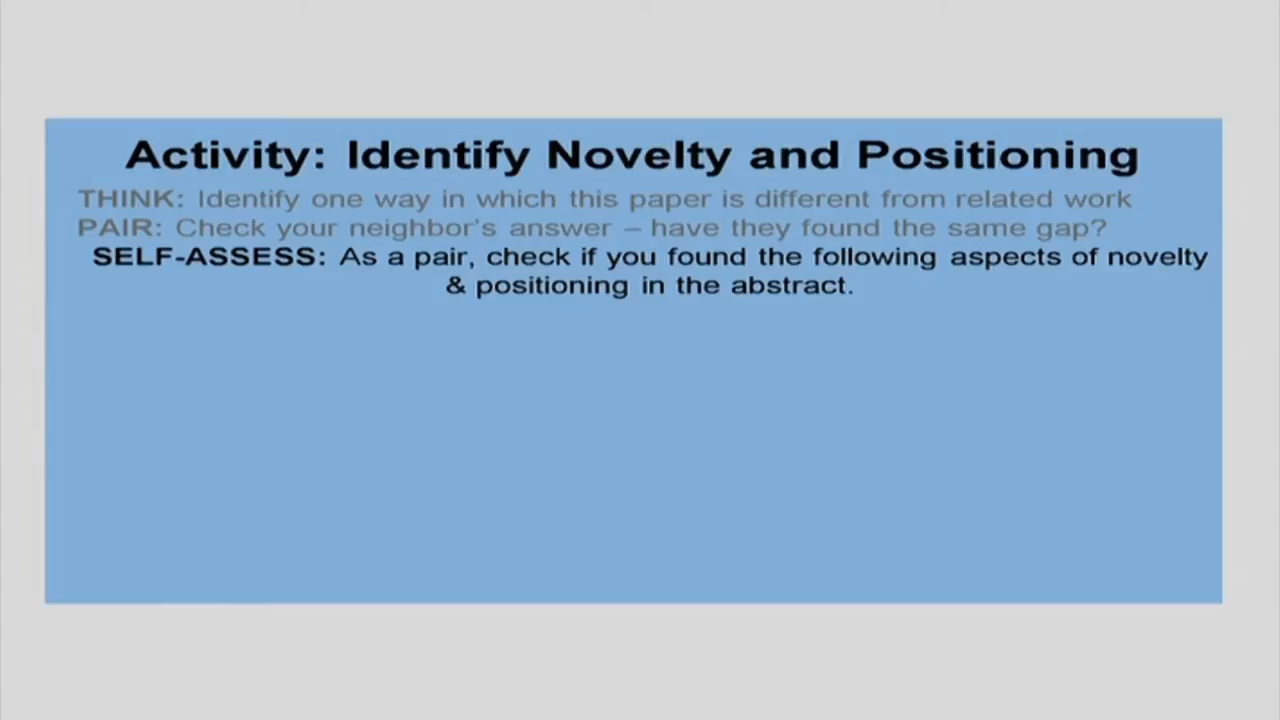 Activity: Identify Novelty and Positioning
THINK: Identify one way in which this paper is different from related work
PAIR: Check your neighbor's answer – have they found the same gap?
SELF-ASSESS: As a pair, check if you found the following aspects of novelty
& positioning in the abstract.